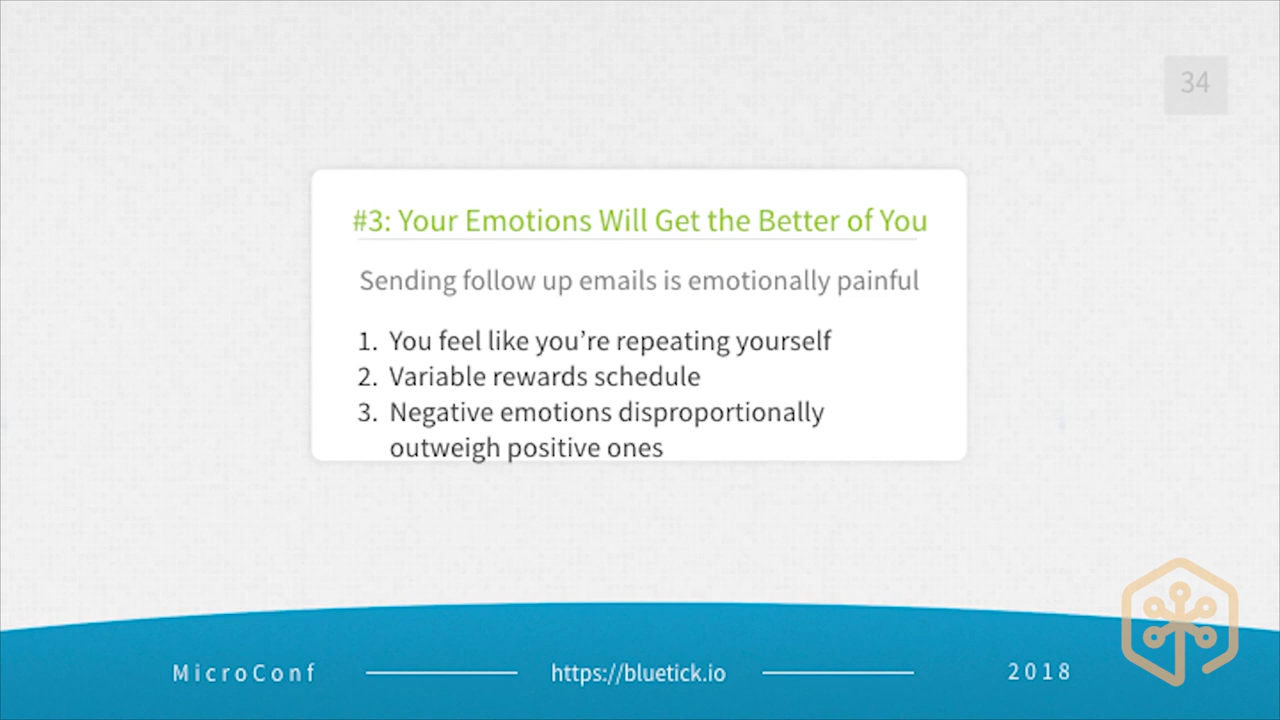 34
#3: Your Emotions Will Get the Better of You
Sending follow up emails is emotionally painful
1. You feel like you’re repeating yourself
2. Variable rewards schedule
3. Negative emotions disproportionally
outweigh positive ones
MicroConf
https://bluetick.io
2018